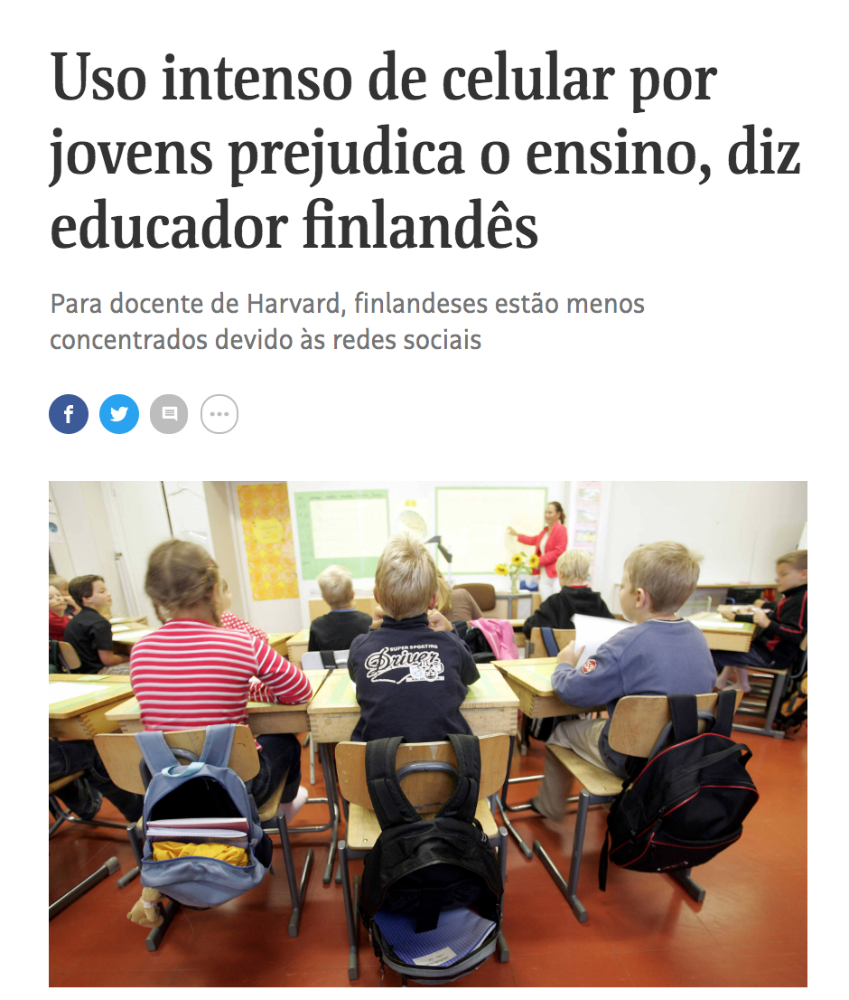 Uso intenso de celular por
jovens prejudica o ensino, diz
educador finlandês
Para docente de Harvard, finlandeses estão menos
concentrados devido às redes sociais
SUPER SPORTING
Driver